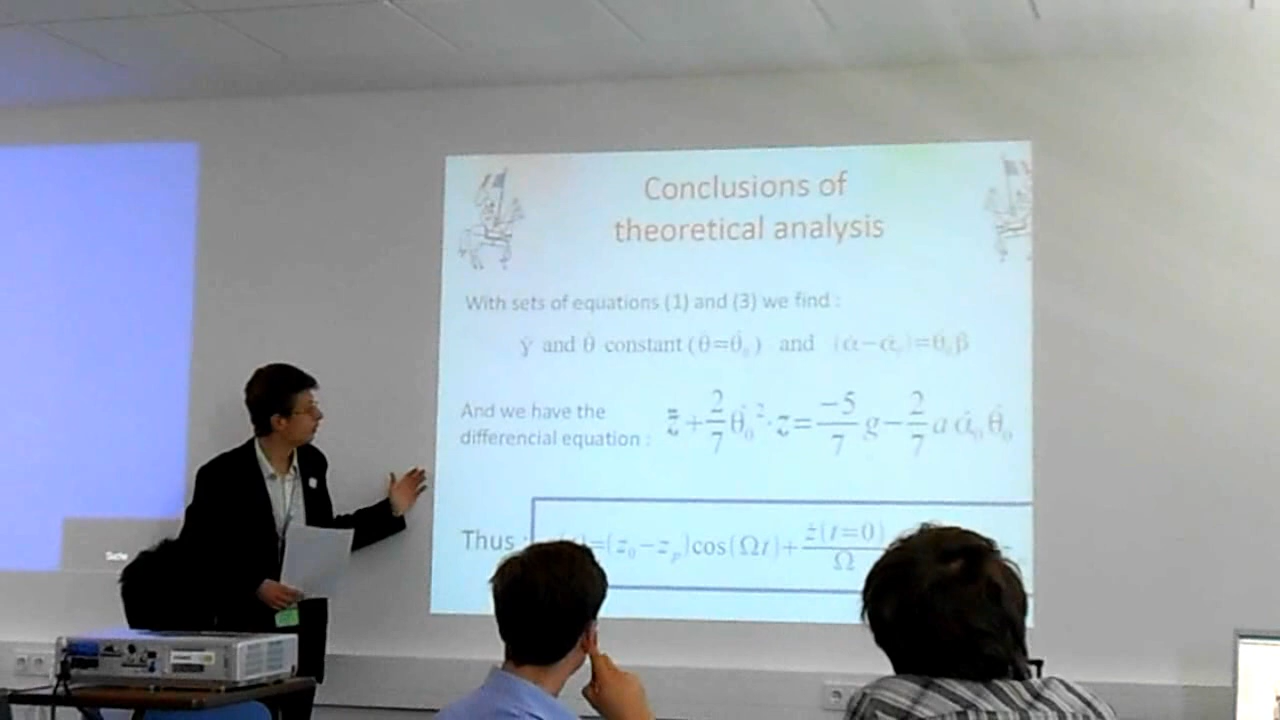 Conclusions of
theoretical analysis
With sets of equations (1) and (3) we find :
γ̇ and θ̇ constant (θ̇=θ̇₀) and (α̇−α̇₀)=θ̇₀β
And we have the
differencial equation :
z̈+2/7 θ̇₀²·z=−5/7 g−2/7 a α̇₀ θ̇₀
Thus :
=(z₀−zₚ)cos(Ωt)+ż(t=0)/Ω